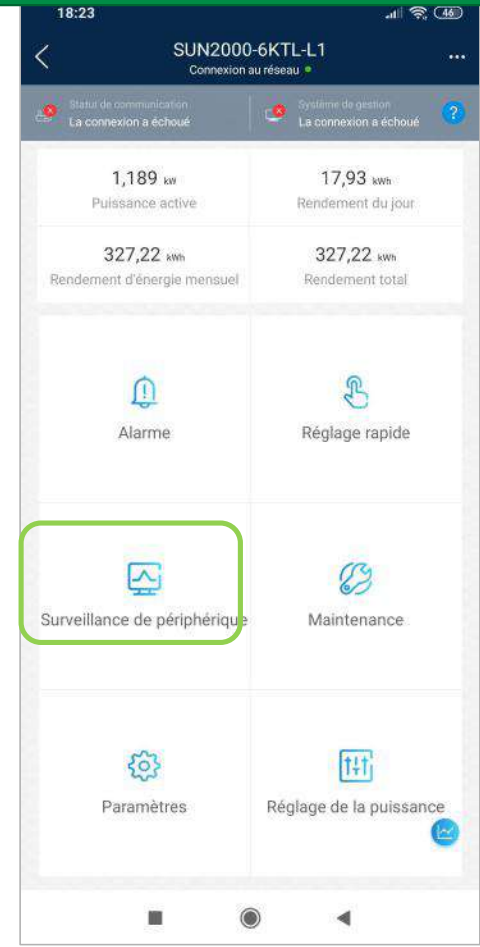 18:23
46
SUN2000-6KTL-L1
Connexion au réseau
...
Statut de communication
La connexion a échoué
Système de gestion
La connexion a échoué
?
1,189 kW
Puissance active
17,93 kWh
Rendement du jour
327,22 kWh
Rendement d'énergie mensuel
327,22 kWh
Rendement total
Alarme
Réglage rapide
Surveillance de périphérique
Maintenance
Paramètres
Réglage de la puissance